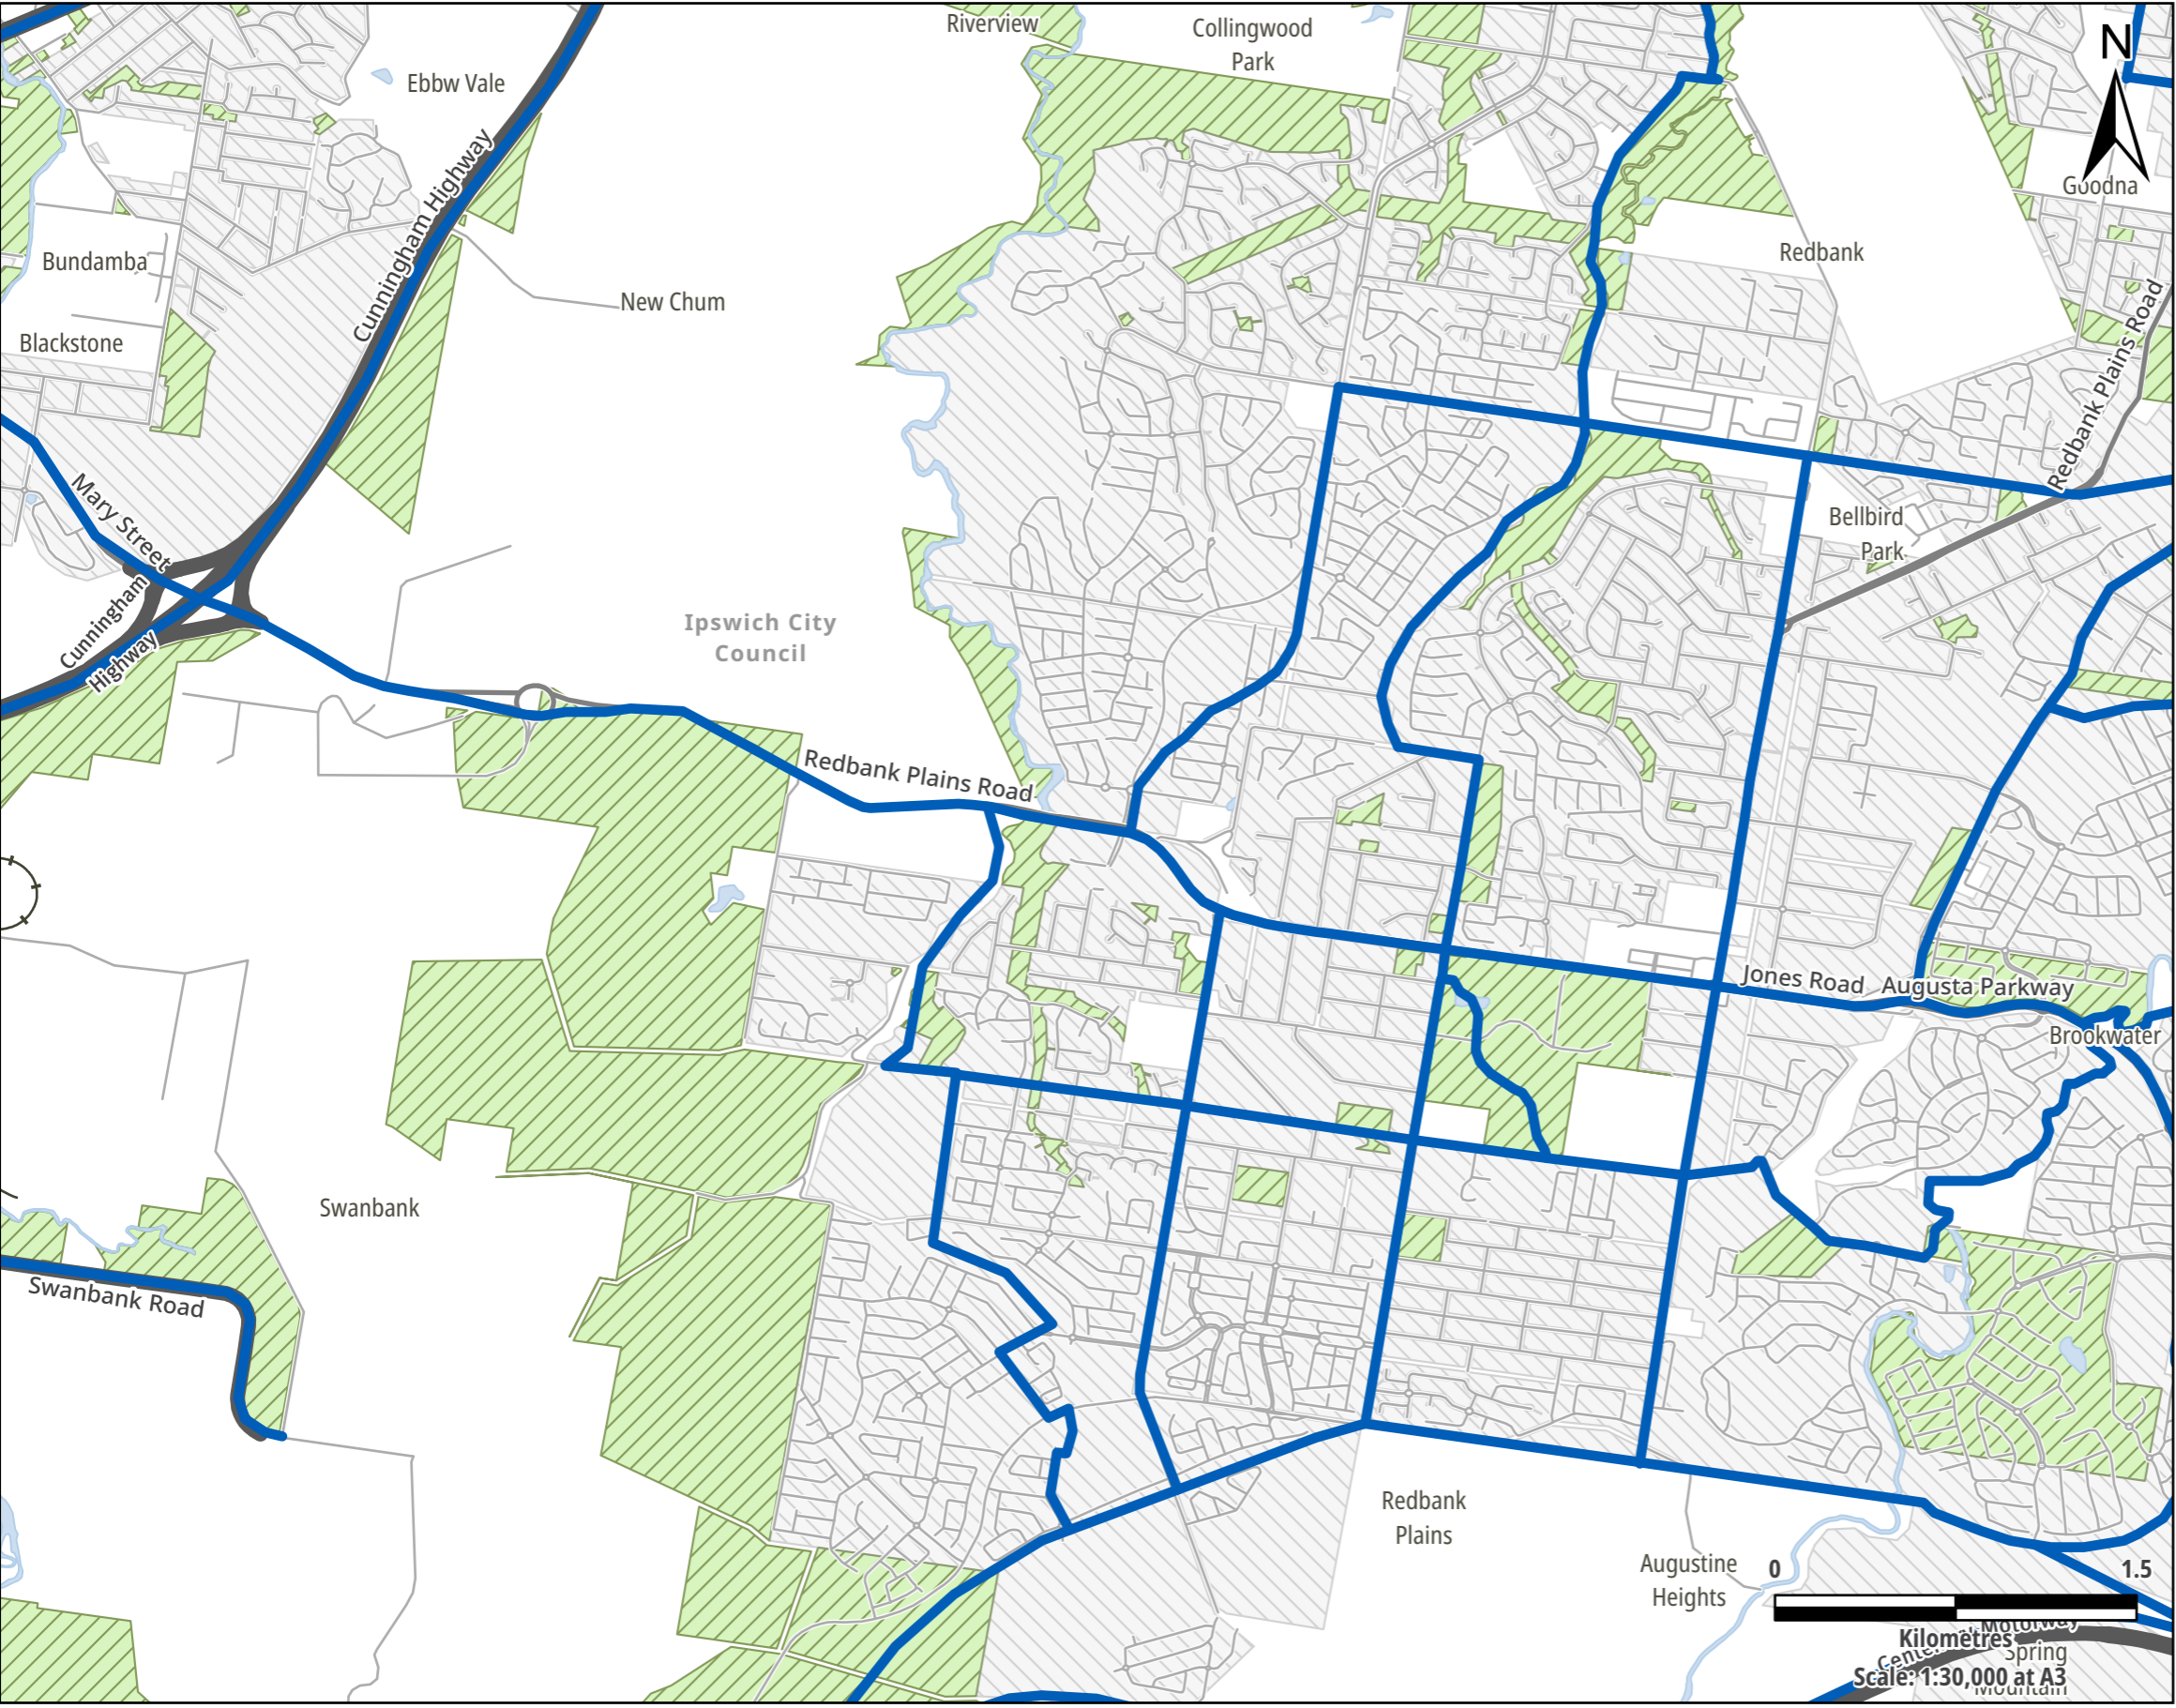 Riverview
Collingwood
Park
N
Ebbw Vale
Cunningham Highway
Goodna
Bundamba
Redbank
New Chum
Blackstone
Redbank Plains Road
Mary Street
Bellbird
Park
Cunningham
Highway
Ipswich City
Council
Redbank Plains Road
Jones Road
Augusta Parkway
Brookwater
Swanbank
Swanbank Road
Redbank
Plains
Augustine
Heights
0
1.5
Kilometres
Motorway
Spring
Scale: 1:30,000 at A3
Mountain